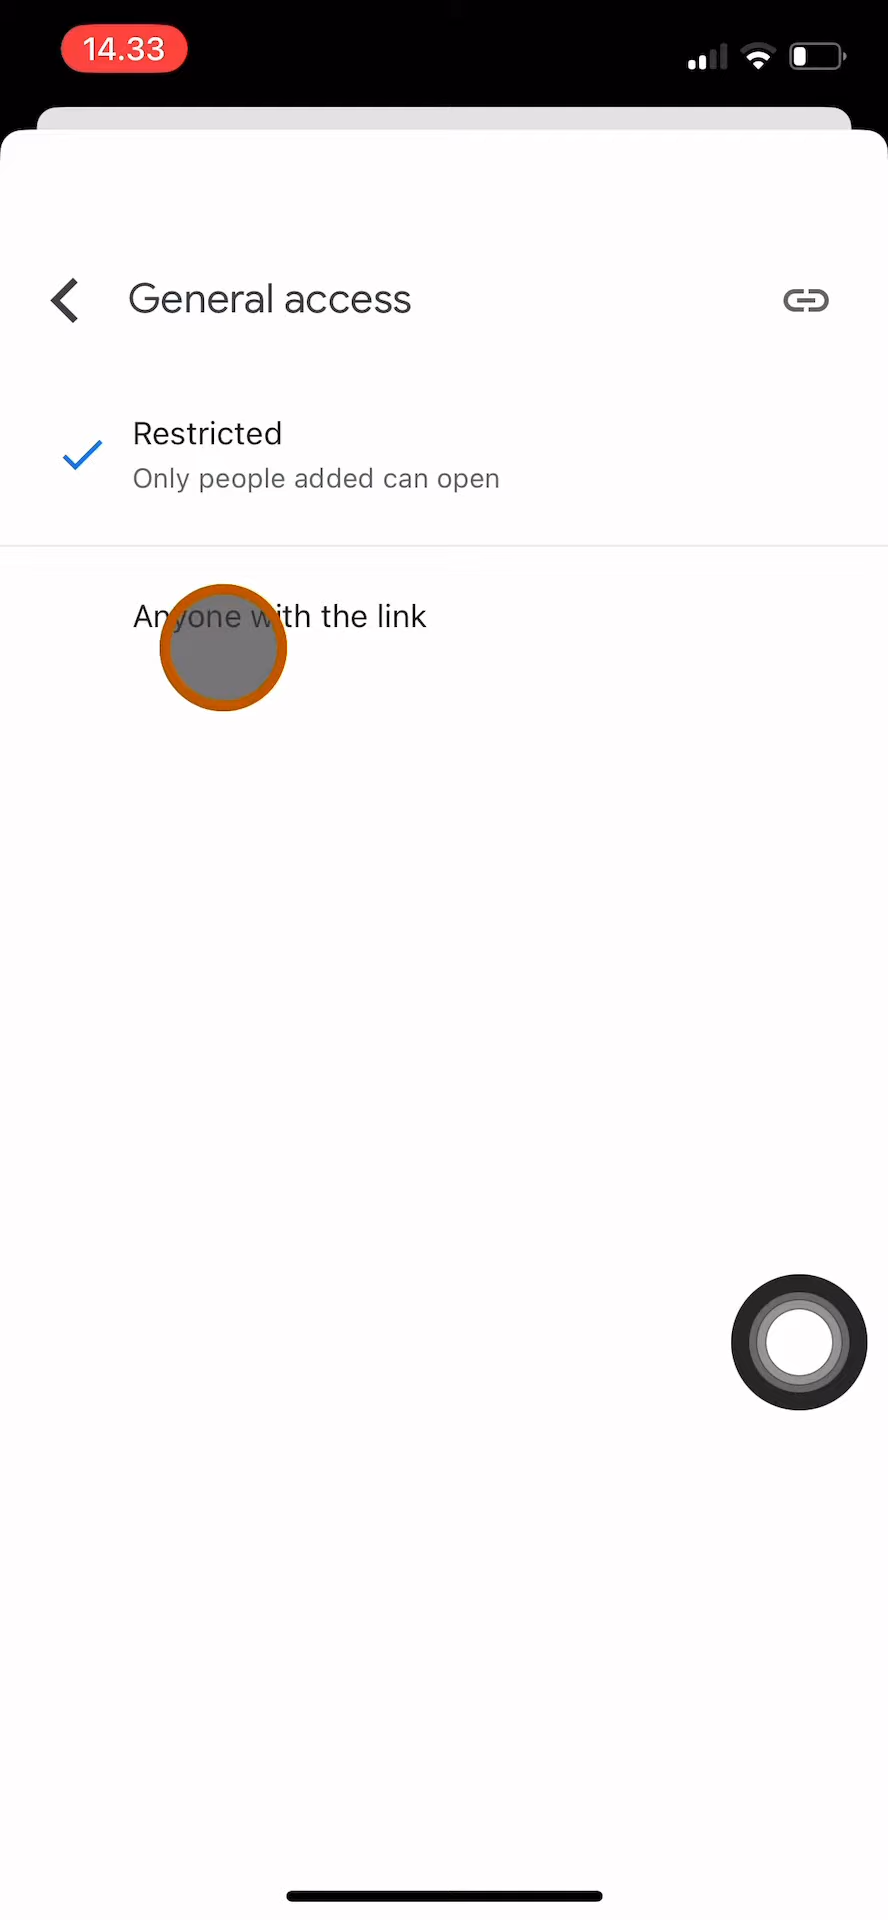 14.33
General access
Restricted
Only people added can open
Anyone with the link